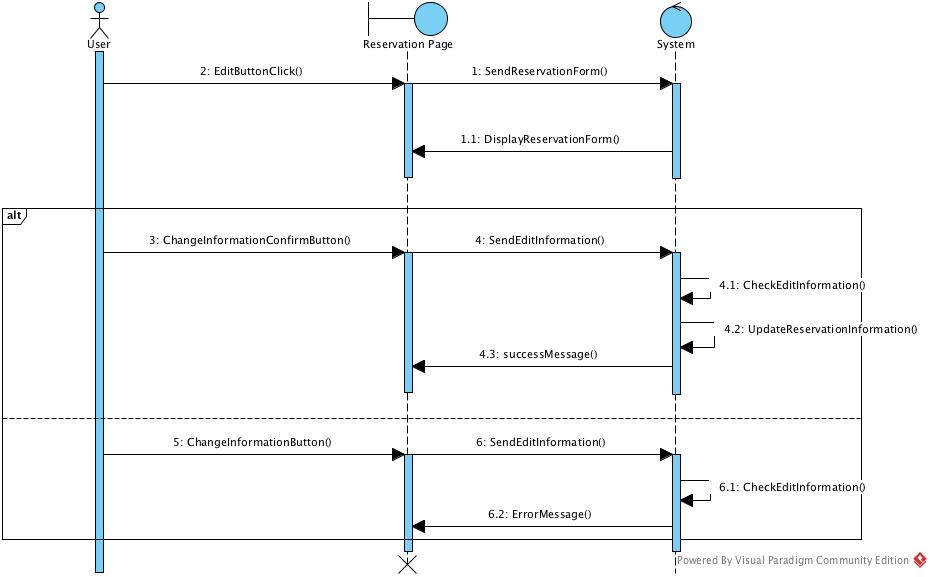 User
Reservation Page
System
2: EditButtonClick()
1: SendReservationForm()
1.1: DisplayReservationForm()
alt
3: ChangeInformationConfirmButton()
4: SendEditInformation()
4.1: CheckEditInformation()
4.2: UpdateReservationInformation()
4.3: successMessage()
5: ChangeInformationButton()
6: SendEditInformation()
6.1: CheckEditInformation()
6.2: ErrorMessage()
Powered By Visual Paradigm Community Edition